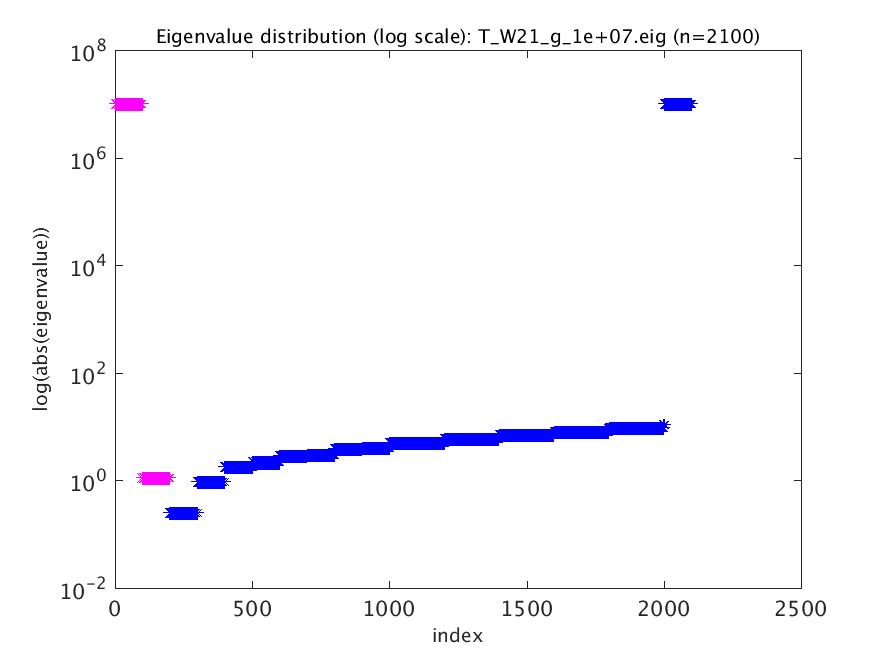 Eigenvalue distribution (log scale): T_W21_g_1e+07.eig (n=2100)
10^8
10^6
10^4
10^2
10^0
10^-2
log(abs(eigenvalue))
0 500 1000 1500 2000 2500
index